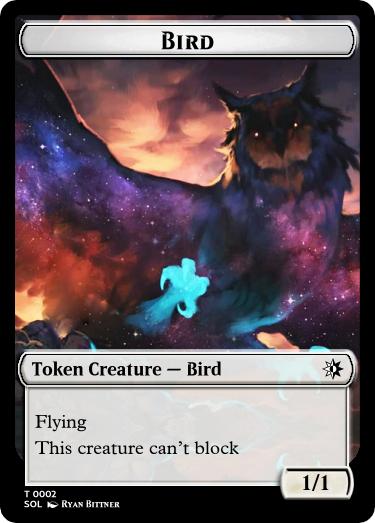 Bird
Token Creature — Bird
Flying
This creature can't block
1/1
T 0002
SOL Ryan Bittner